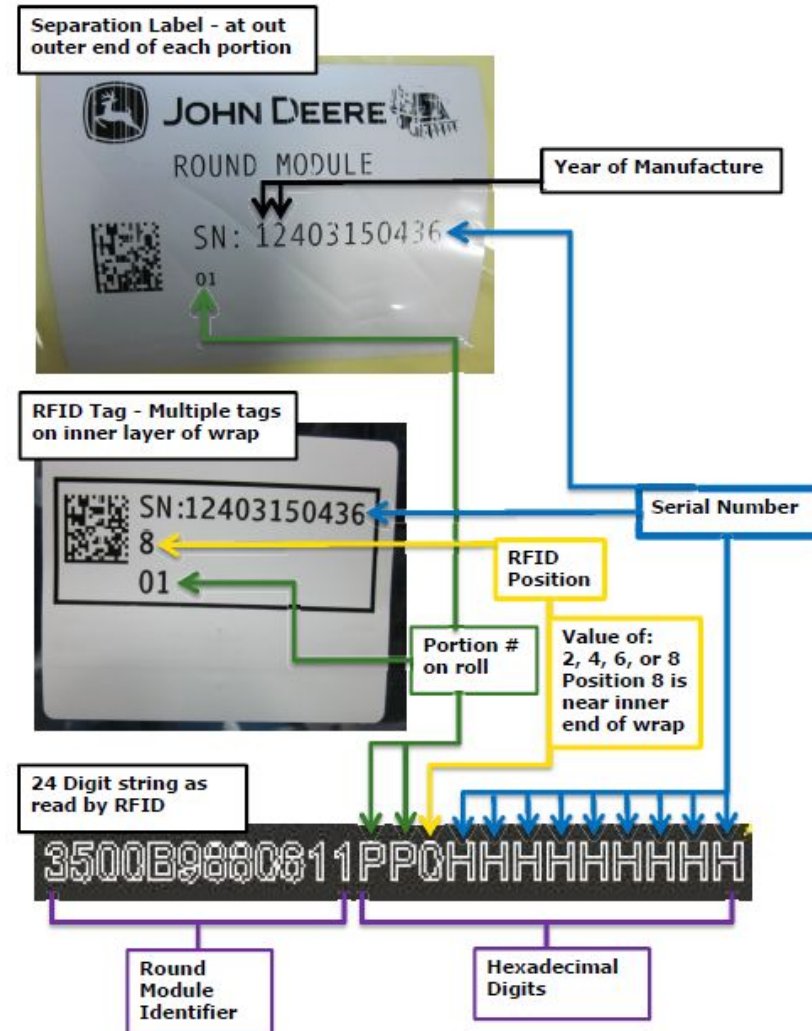 Separation Label - at out
outer end of each portion
JOHN DEERE
ROUND MODULE
Year of Manufacture
SN: 12403150436
01
RFID Tag - Multiple tags
on inner layer of wrap
SN:12403150436
8
01
Serial Number
RFID
Position
Portion #
on roll
Value of:
2, 4, 6, or 8
Position 8 is
near inner
end of wrap
24 Digit string as
read by RFID
3500B9880611PPQHHHHHHHHH
Round
Module
Identifier
Hexadecimal
Digits